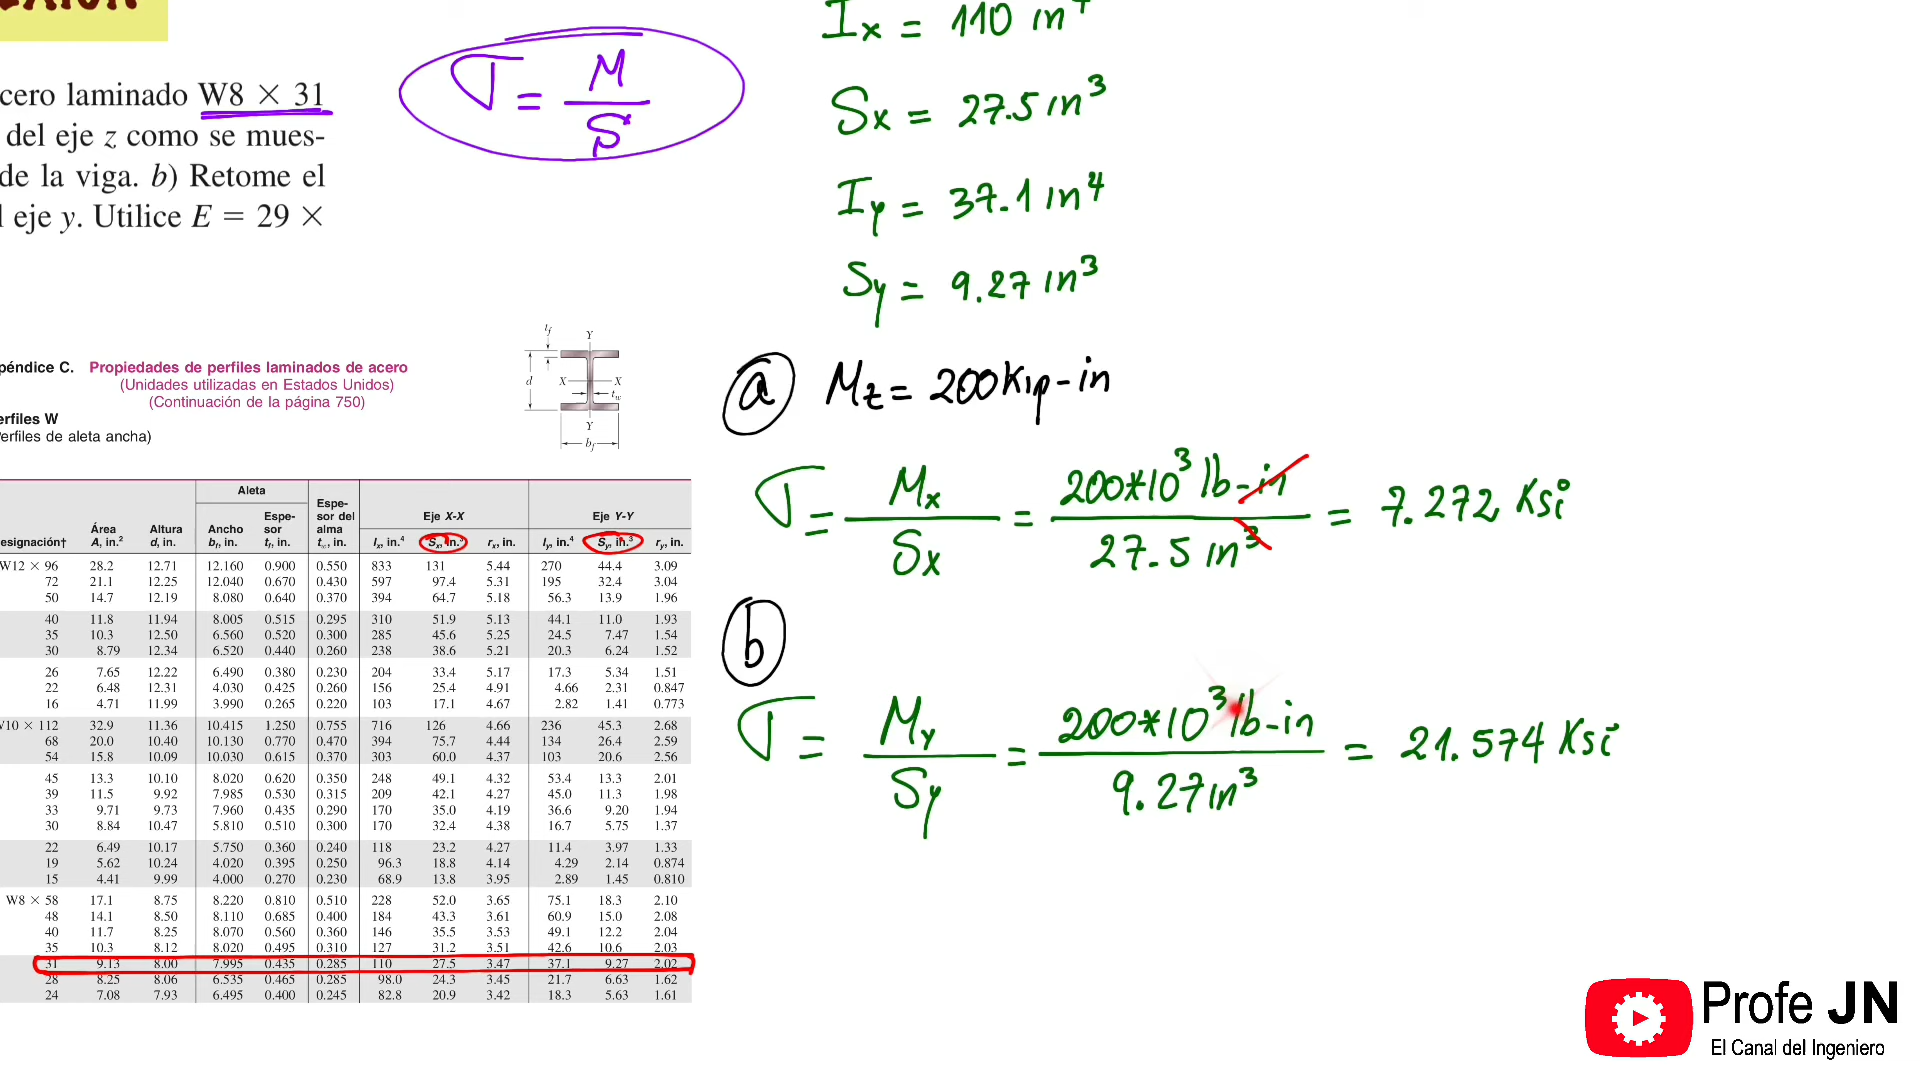 cero laminado W8 × 31
del eje z como se mues-
de la viga. b) Retome el
l eje y. Utilice E = 29 ×
σ = M/S
Ix = 110 in⁴
Sx = 27.5 in³
Iy = 37.1 in⁴
Sy = 9.27 in³
a Mz = 200 Kip-in
σ = Mx/Sx = 200*10³ lb-in / 27.5 in³ = 7.272 Ksi
b
σ = My/Sy = 200*10³ lb-in / 9.27 in³ = 21.574 Ksi
péndice C. Propiedades de perfiles laminados de acero
(Unidades utilizadas en Estados Unidos)
(Continuación de la página 750)
erfiles W
erfiles de aleta ancha)
tf
Y
d X X
tw
Y
bf
Aleta
Eje X-X Eje Y-Y
esignación† Área A, in.² Altura d, in. Ancho bf, in. Espe-sor tf, in. Espe-sor del alma tw, in. Ix, in.⁴ Sx, in.³ rx, in. Iy, in.⁴ Sy, in.³ ry, in.
W12 × 96 28.2 12.71 12.160 0.900 0.550 833 131 5.44 270 44.4 3.09
72 21.1 12.25 12.040 0.670 0.430 597 97.4 5.31 195 32.4 3.04
50 14.7 12.19 8.080 0.640 0.370 394 64.7 5.18 56.3 13.9 1.96
40 11.8 11.94 8.005 0.515 0.295 310 51.9 5.13 44.1 11.0 1.93
35 10.3 12.50 6.560 0.520 0.300 285 45.6 5.25 24.5 7.47 1.54
30 8.79 12.34 6.520 0.440 0.260 238 38.6 5.21 20.3 6.24 1.52
26 7.65 12.22 6.490 0.380 0.230 204 33.4 5.17 17.3 5.34 1.51
22 6.48 12.31 4.030 0.425 0.260 156 25.4 4.91 4.66 2.31 0.847
16 4.71 11.99 3.990 0.265 0.220 103 17.1 4.67 2.82 1.41 0.773
V10 × 112 32.9 11.36 10.415 1.250 0.755 716 126 4.66 236 45.3 2.68
68 20.0 10.40 10.130 0.770 0.470 394 75.7 4.44 134 26.4 2.59
54 15.8 10.09 10.030 0.615 0.370 303 60.0 4.37 103 20.6 2.56
45 13.3 10.10 8.020 0.620 0.350 248 49.1 4.32 53.4 13.3 2.01
39 11.5 9.92 7.985 0.530 0.315 209 42.1 4.27 45.0 11.3 1.98
33 9.71 9.73 7.960 0.435 0.290 170 35.0 4.19 36.6 9.20 1.94
30 8.84 10.47 5.810 0.510 0.300 170 32.4 4.38 16.7 5.75 1.37
22 6.49 10.17 5.750 0.360 0.240 118 23.2 4.27 11.4 3.97 1.33
19 5.62 10.24 4.020 0.395 0.250 96.3 18.8 4.14 4.29 2.14 0.874
15 4.41 9.99 4.000 0.270 0.230 68.9 13.8 3.95 2.89 1.45 0.810
W8 × 58 17.1 8.75 8.220 0.810 0.510 228 52.0 3.65 75.1 18.3 2.10
48 14.1 8.50 8.110 0.685 0.400 184 43.3 3.61 60.9 15.0 2.08
40 11.7 8.25 8.070 0.560 0.360 146 35.5 3.53 49.1 12.2 2.04
35 10.3 8.12 8.020 0.495 0.310 127 31.2 3.51 42.6 10.6 2.03
31 9.13 8.00 7.995 0.435 0.285 110 27.5 3.47 37.1 9.27 2.02
28 8.25 8.06 6.535 0.465 0.285 98.0 24.3 3.45 21.7 6.63 1.62
24 7.08 7.93 6.495 0.400 0.245 82.8 20.9 3.42 18.3 5.63 1.61
Profe JN
El Canal del Ingeniero